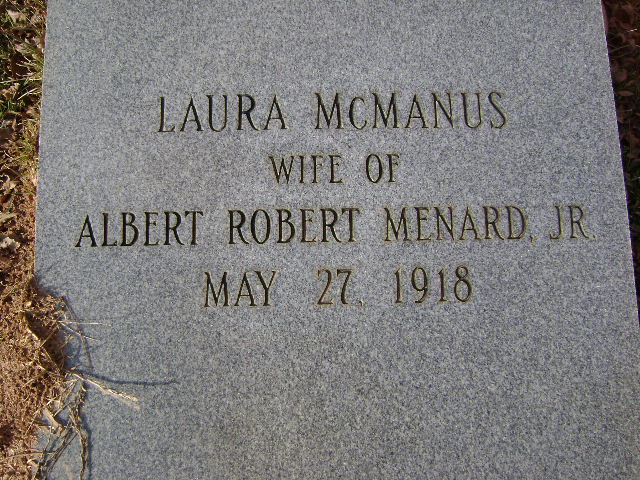 LAURA McMANUS
WIFE OF
ALBERT ROBERT MENARD, JR.
MAY 27, 1918